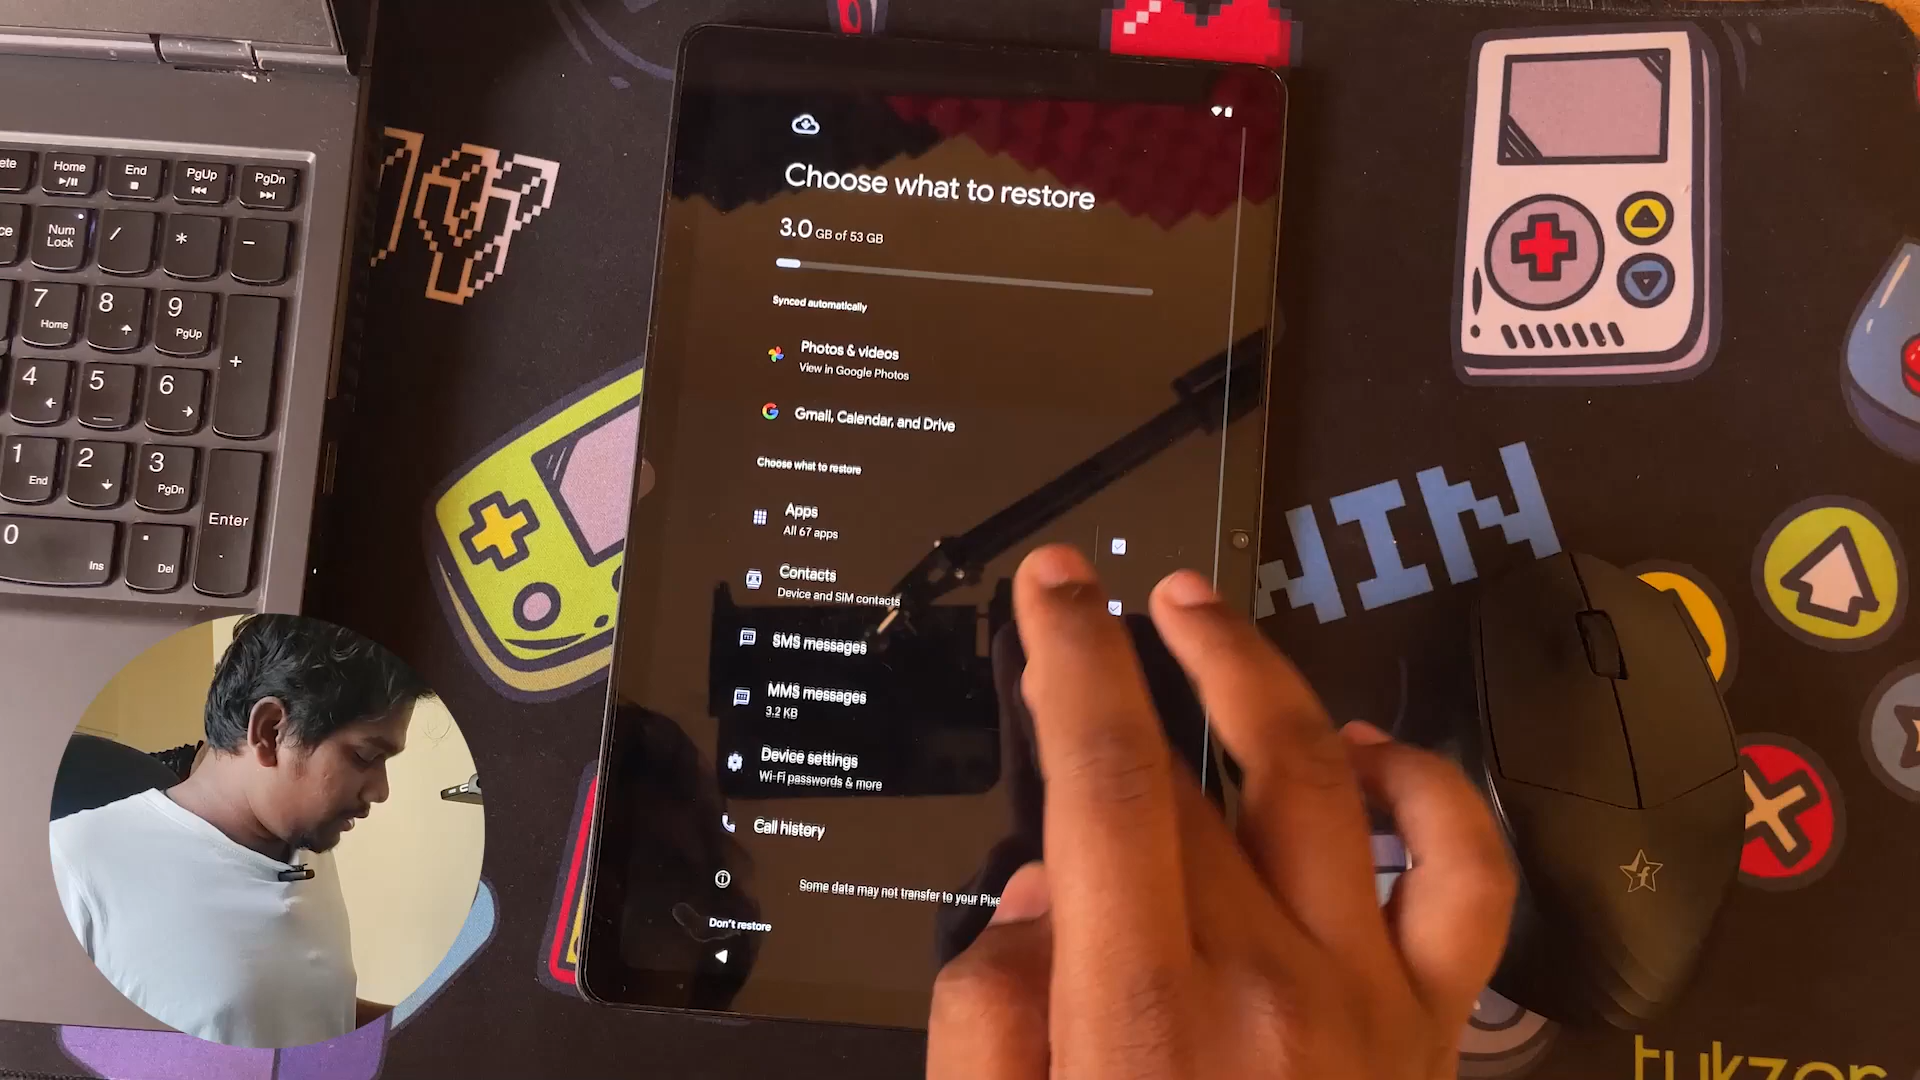 Choose what to restore
3.0 GB of 53 GB
Synced automatically
Photos & videos
View in Google Photos
Gmail, Calendar, and Drive
Choose what to restore
Apps
All 67 apps
Contacts
Device and SIM contacts
SMS messages
MMS messages
3.2 KB
Device settings
Wi-Fi passwords & more
Call history
Some data may not transfer to your
Don't restore
Home
End
PgUp
PgDn
Num
Lock
/
*
-
7
Home
8
9
PgUp
+
4
5
6
1
End
2
3
PgDn
Enter
0
Ins
.
Del
WIN
f